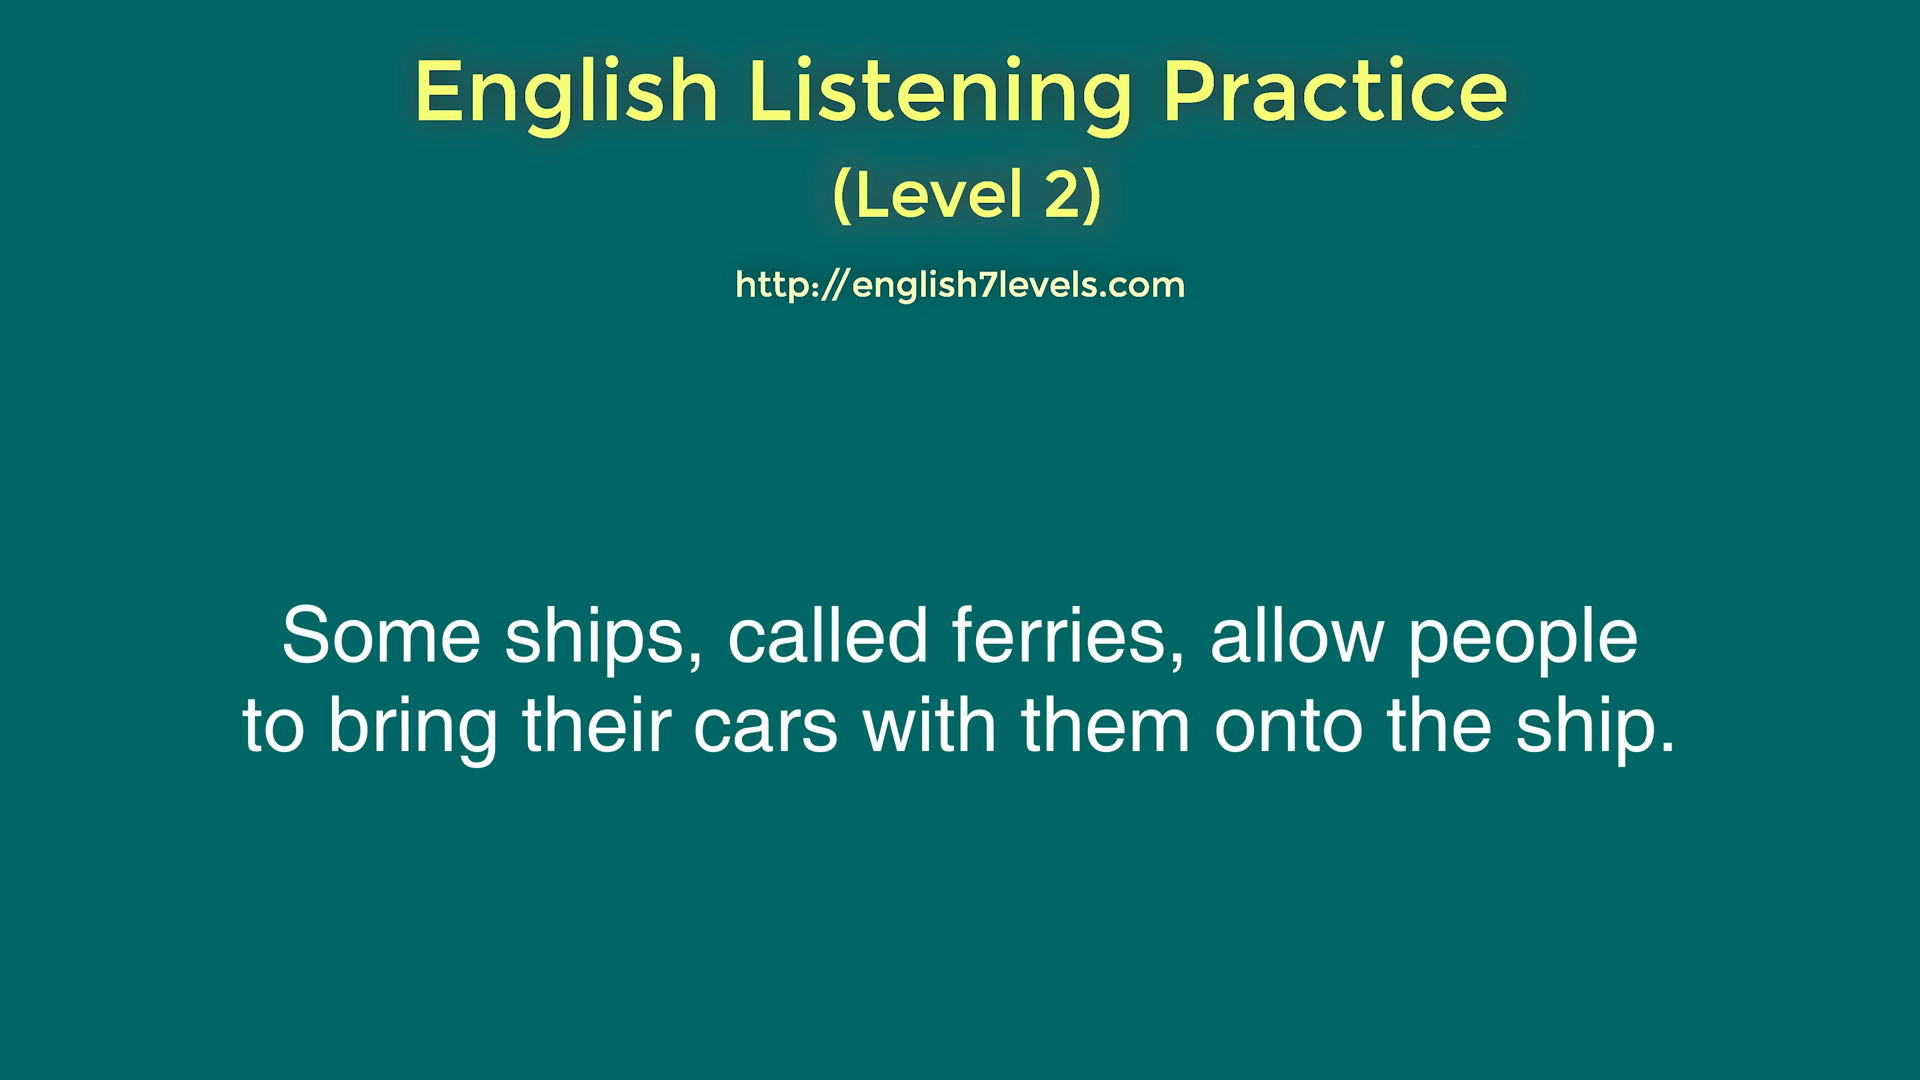 English Listening Practice
(Level 2)
http://english7levels.com
Some ships, called ferries, allow people
to bring their cars with them onto the ship.